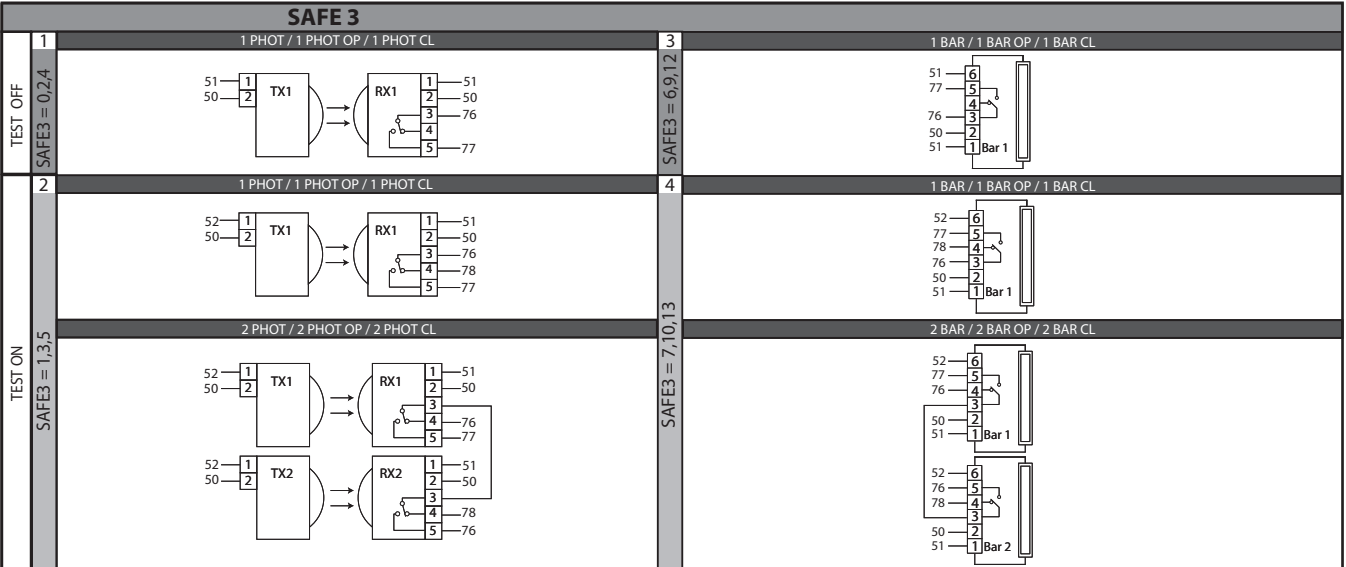 SAFE 3
TEST OFF
1
SAFE3 = 0,2,4
1 PHOT / 1 PHOT OP / 1 PHOT CL
51 1 TX1 RX1 1 51
50 2 2 50
3 76
4
5 77
3
SAFE3 = 6,9,12
1 BAR / 1 BAR OP / 1 BAR CL
51 6
77 5
4
76 3
50 2
51 1 Bar 1
TEST ON
2
SAFE3 = 1,3,5
1 PHOT / 1 PHOT OP / 1 PHOT CL
52 1 TX1 RX1 1 51
50 2 2 50
3 76
4 78
5 77
2 PHOT / 2 PHOT OP / 2 PHOT CL
52 1 TX1 RX1 1 51
50 2 2 50
3
4 76
5 77
52 1 TX2 RX2 1 51
50 2 2 50
3
4 78
5 76
4
SAFE3 = 7,10,13
1 BAR / 1 BAR OP / 1 BAR CL
52 6
77 5
78 4
76 3
50 2
51 1 Bar 1
2 BAR / 2 BAR OP / 2 BAR CL
52 6
77 5
76 4
3
50 2
51 1 Bar 1
52 6
76 5
78 4
3
50 2
51 1 Bar 2